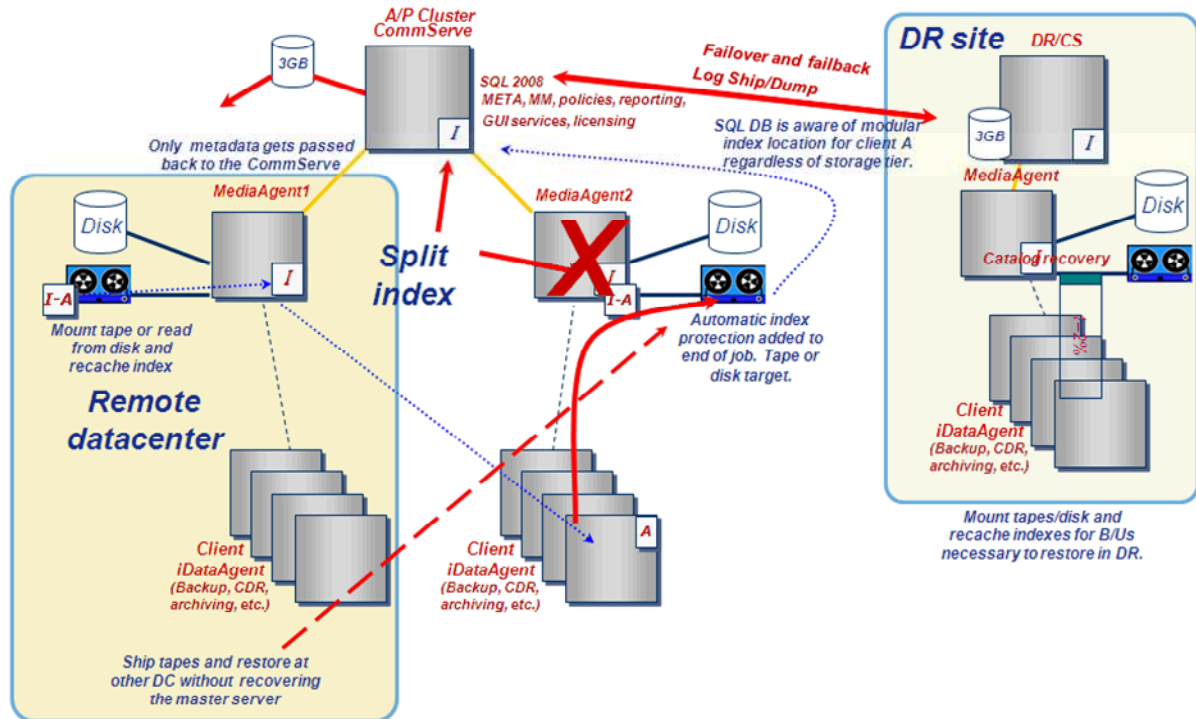 A/P Cluster
CommServe
3GB
SQL 2008
META, MM, policies, reporting,
GUI services, licensing
I
Failover and failback
Log Ship/Dump
SQL DB is aware of modular
index location for client A
regardless of storage tier.
Only metadata gets passed
back to the CommServe
DR site
DR/CS
3GB
I
MediaAgent
Disk
I
Catalog recovery
1-2%
Client
iDataAgent
(Backup, CDR,
archiving, etc.)
Mount tapes/disk and
recache indexes for B/Us
necessary to restore in DR.
MediaAgent1
Disk
I
I-A
Mount tape or read
from disk and
recache index
Remote
datacenter
Client
iDataAgent
(Backup, CDR,
archiving, etc.)
Ship tapes and restore at
other DC without recovering
the master server
Split
index
MediaAgent2
X
I
I-A
Disk
Automatic index
protection added to
end of job. Tape or
disk target.
A
Client
iDataAgent
(Backup, CDR,
archiving, etc.)